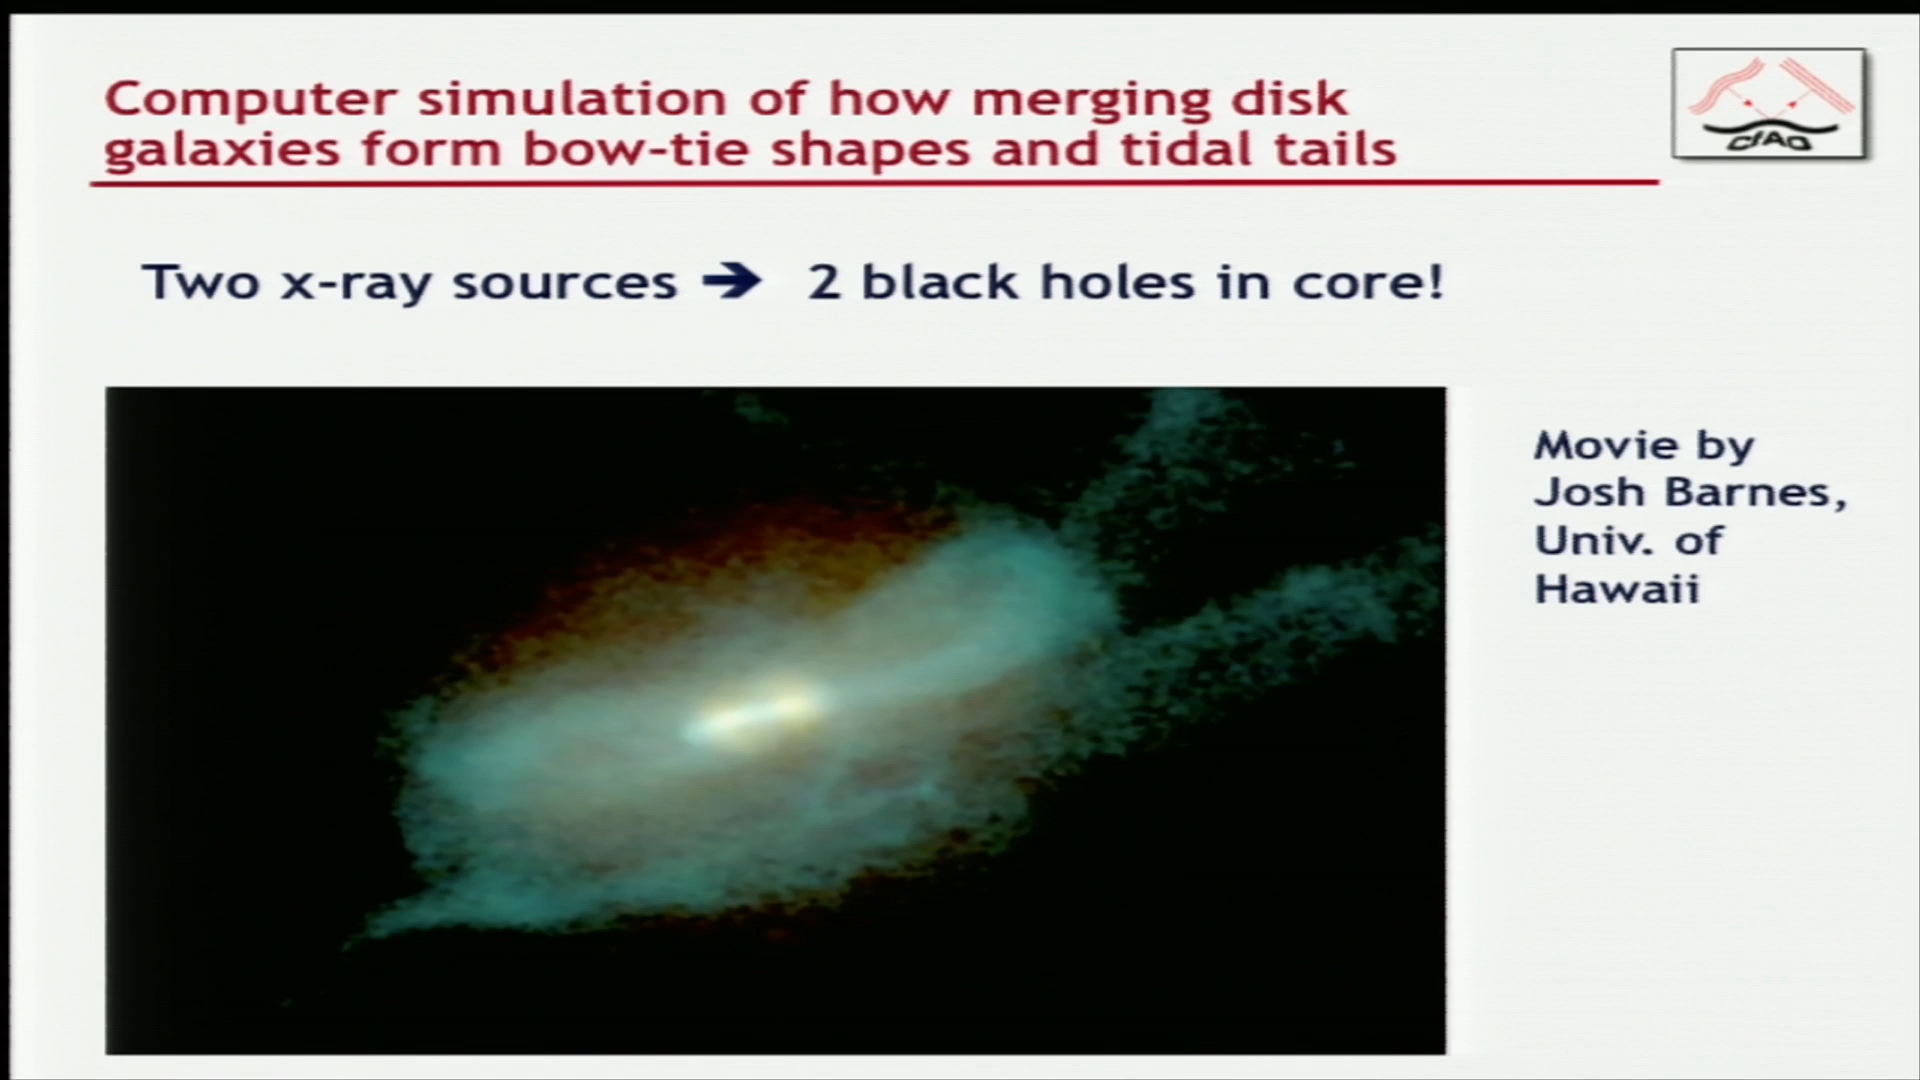 Computer simulation of how merging disk
galaxies form bow-tie shapes and tidal tails
CfAO
Two x-ray sources ➔ 2 black holes in core!
Movie by
Josh Barnes,
Univ. of
Hawaii